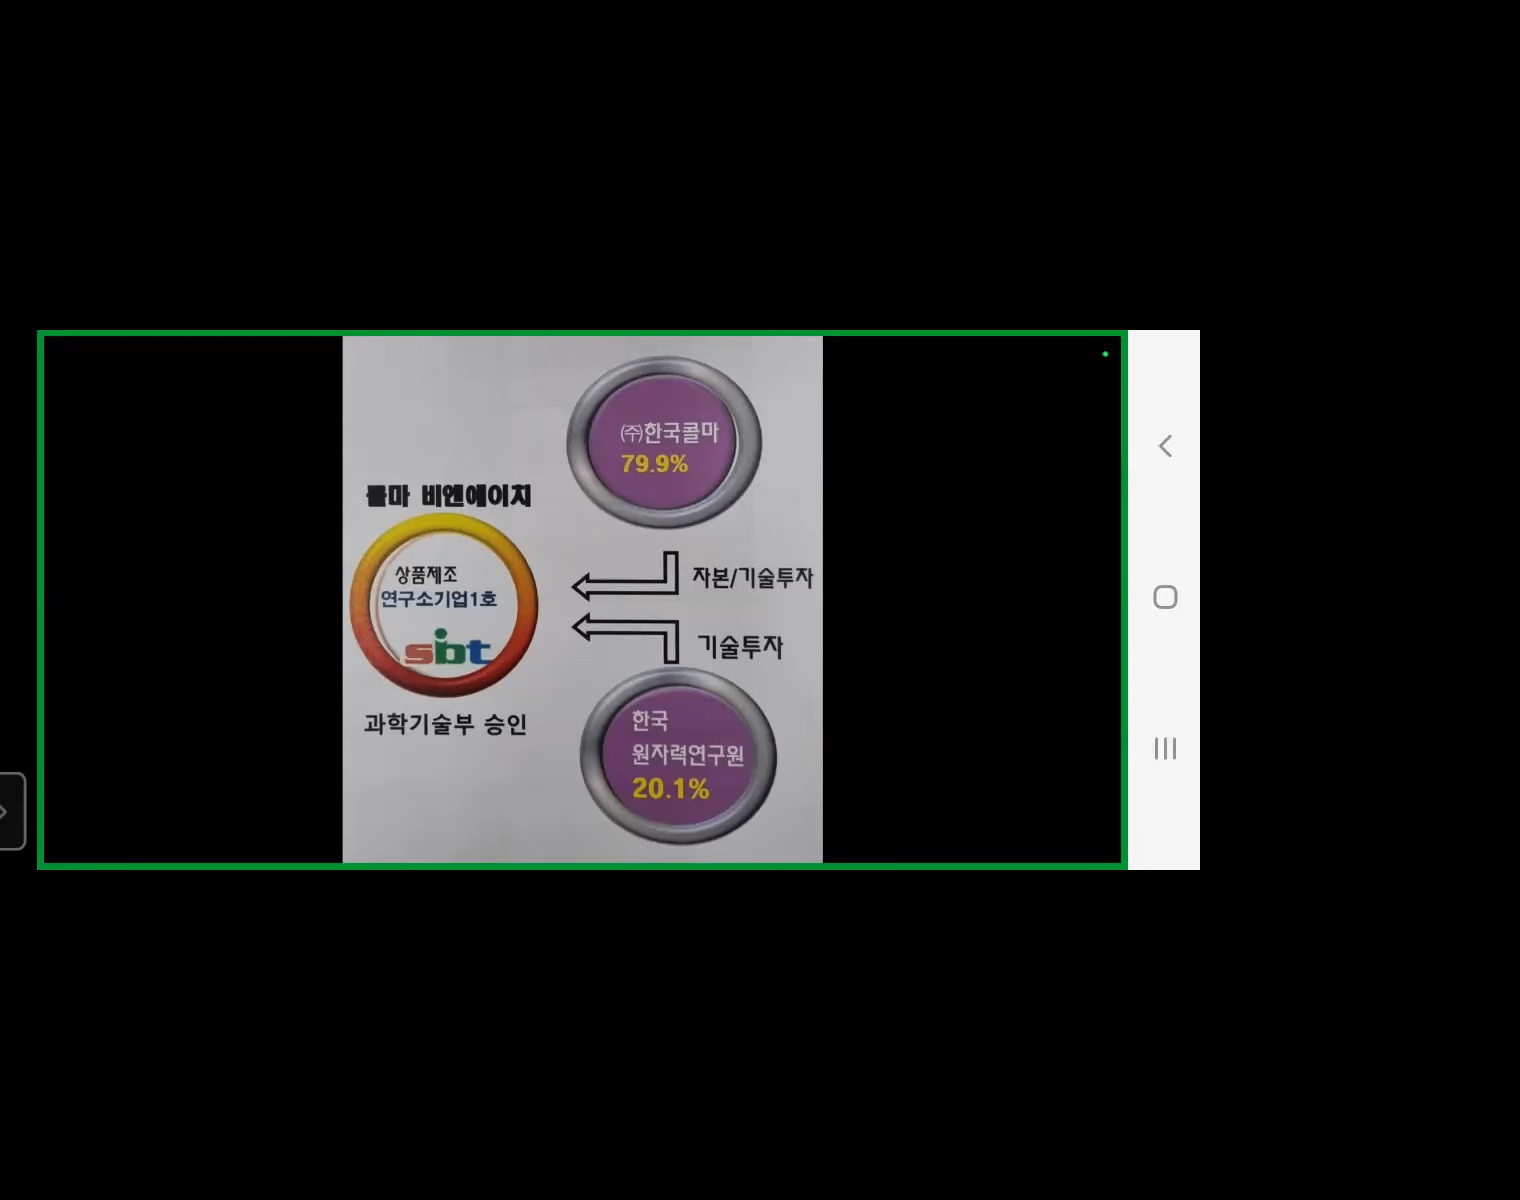 ㈜한국콜마
79.9%
콜마 비엔에이치
상품제조
연구소기업1호
sbt
자본/기술투자
기술투자
과학기술부 승인
한국
원자력연구원
20.1%